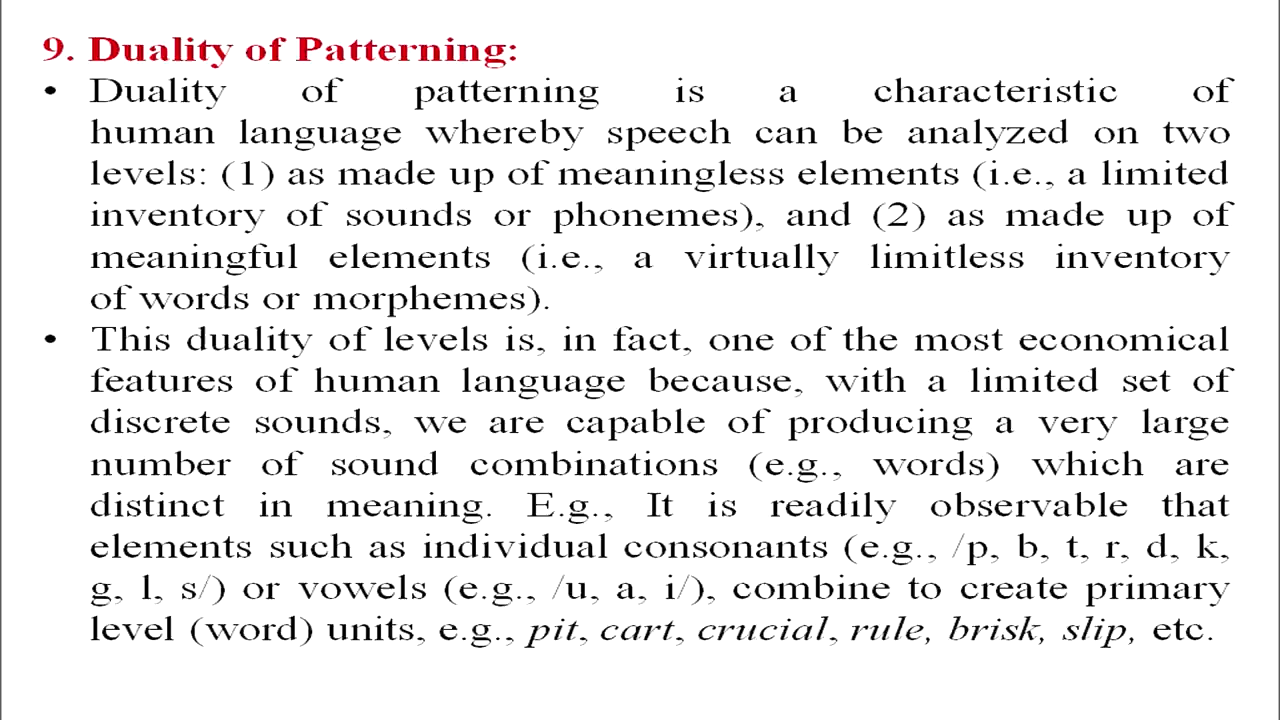 9. Duality of Patterning:
• Duality of patterning is a characteristic of
human language whereby speech can be analyzed on two
levels: (1) as made up of meaningless elements (i.e., a limited
inventory of sounds or phonemes), and (2) as made up of
meaningful elements (i.e., a virtually limitless inventory
of words or morphemes).
• This duality of levels is, in fact, one of the most economical
features of human language because, with a limited set of
discrete sounds, we are capable of producing a very large
number of sound combinations (e.g., words) which are
distinct in meaning. E.g., It is readily observable that
elements such as individual consonants (e.g., /p, b, t, r, d, k,
g, l, s/) or vowels (e.g., /u, a, i/), combine to create primary
level (word) units, e.g., pit, cart, crucial, rule, brisk, slip, etc.